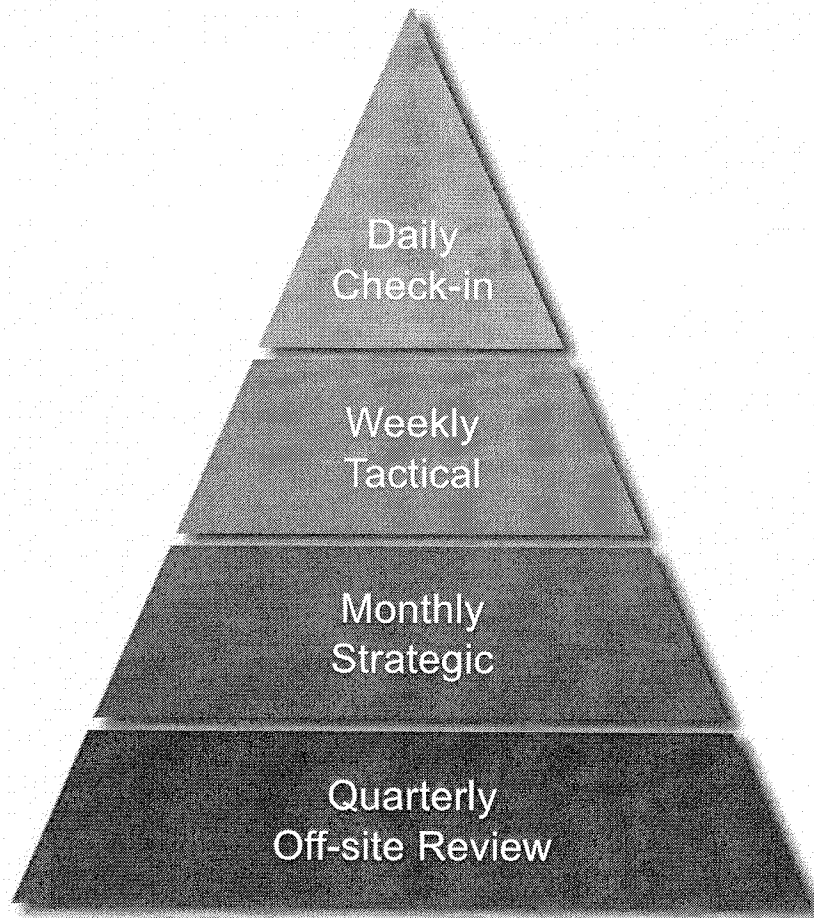 Daily
Check-in
Weekly
Tactical
Monthly
Strategic
Quarterly
Off-site Review